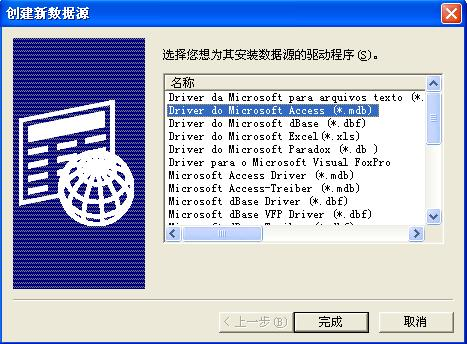 创建新数据源
选择您想为其安装数据源的驱动程序(S)。
名称
Driver da Microsoft para arquivos texto (*.
Driver do Microsoft Access (*.mdb)
Driver do Microsoft dBase (*.dbf)
Driver do Microsoft Excel(*.xls)
Driver do Microsoft Paradox (*.db )
Driver para o Microsoft Visual FoxPro
Microsoft Access Driver (*.mdb)
Microsoft Access-Treiber (*.mdb)
Microsoft dBase Driver (*.dbf)
Microsoft dBase VFP Driver (*.dbf)
< 上一步(B)
完成
取消